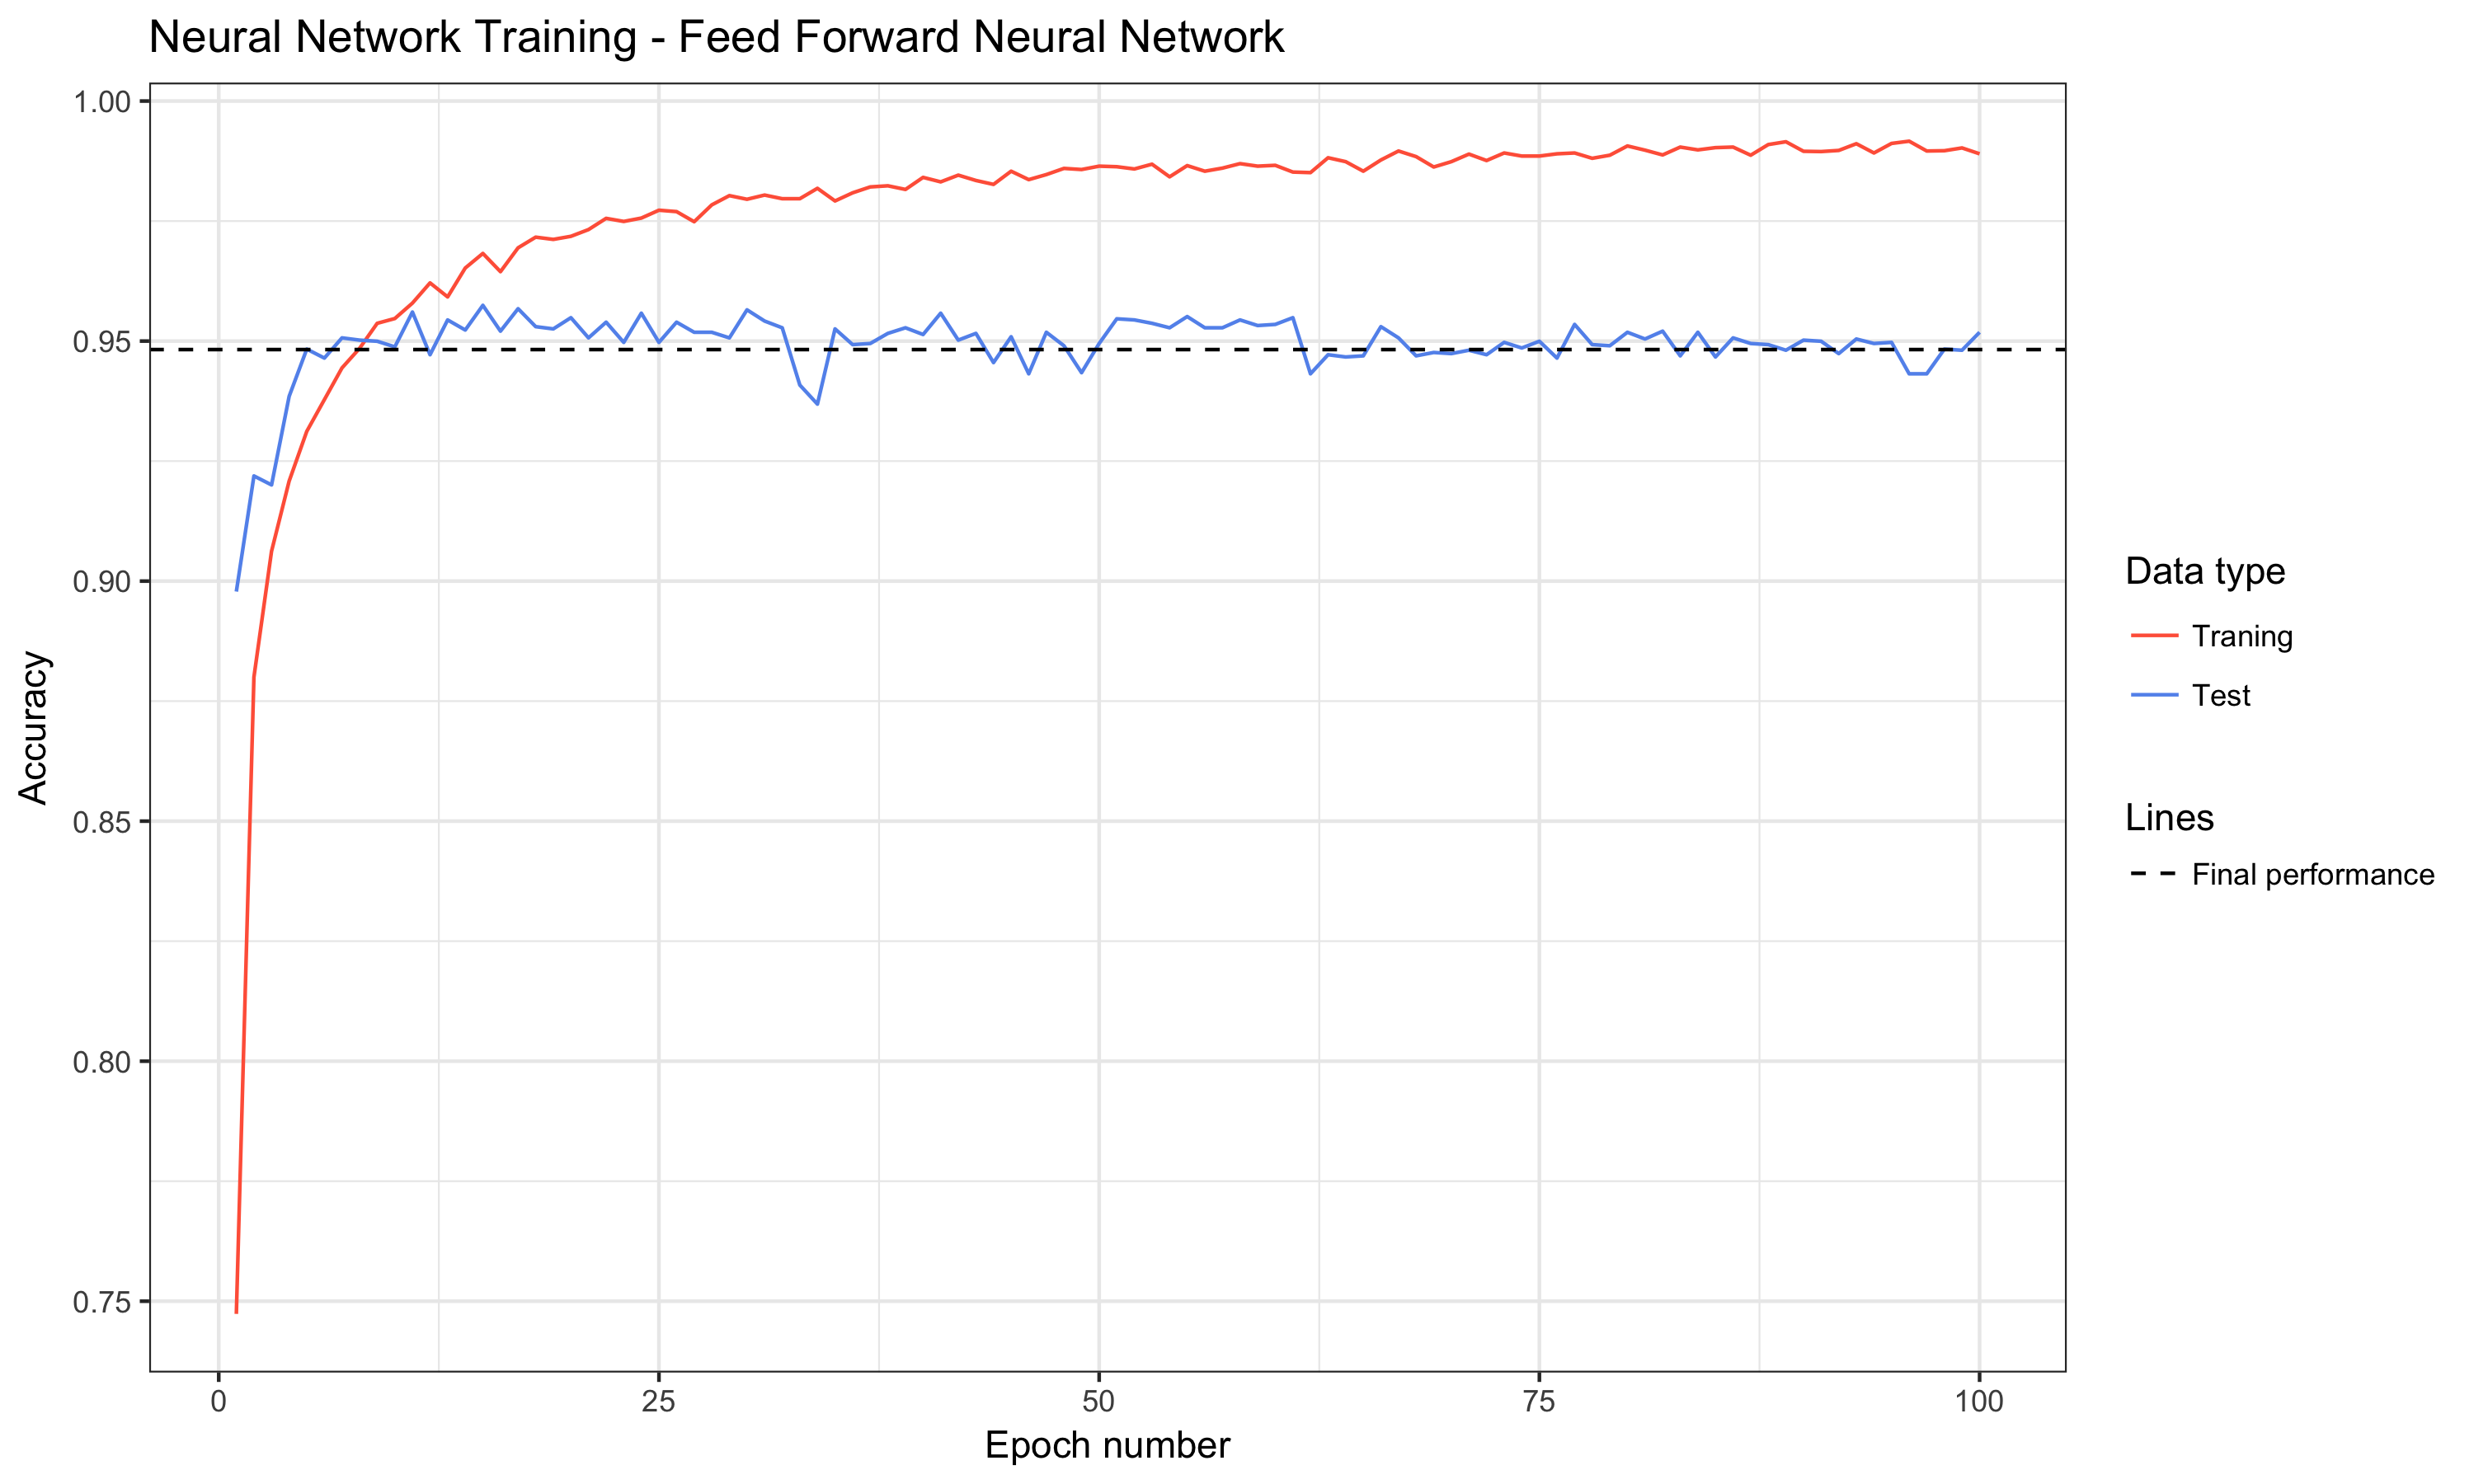 Neural Network Training - Feed Forward Neural Network
1.00
0.95
0.90
0.85
0.80
0.75
Accuracy
0
25
50
75
100
Epoch number
Data type
Traning
Test
Lines
Final performance